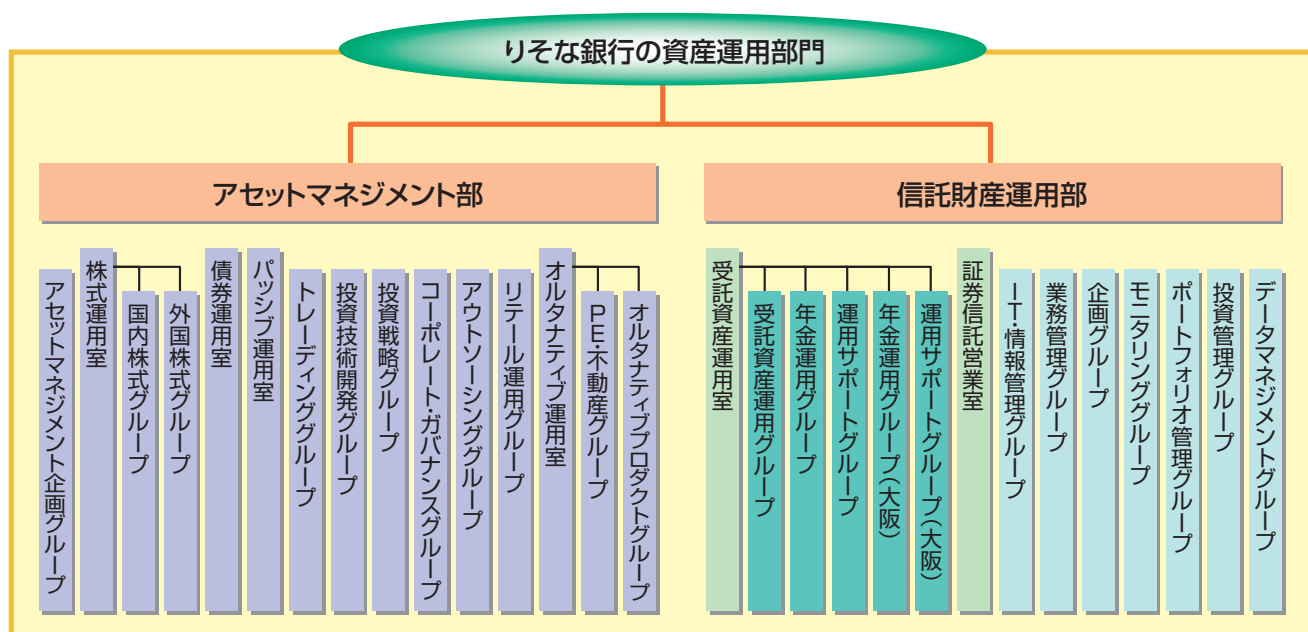 りそな銀行の資産運用部門
アセットマネジメント部
信託財産運用部
アセットマネジメント企画グループ
株式運用室
国内株式グループ
外国株式グループ
債券運用室
パッシブ運用室
トレーディンググループ
投資技術開発グループ
投資戦略グループ
コーポレート・ガバナンスグループ
アウトソーシンググループ
リテール運用グループ
オルタナティブ運用室
PE・不動産グループ
オルタナティブプロダクトグループ
受託資産運用室
受託資産運用グループ
年金運用グループ
運用サポートグループ
年金運用グループ(大阪)
運用サポートグループ(大阪)
証券信託営業室
IT・情報管理グループ
業務管理グループ
企画グループ
モニタリンググループ
ポートフォリオ管理グループ
投資管理グループ
データマネジメントグループ